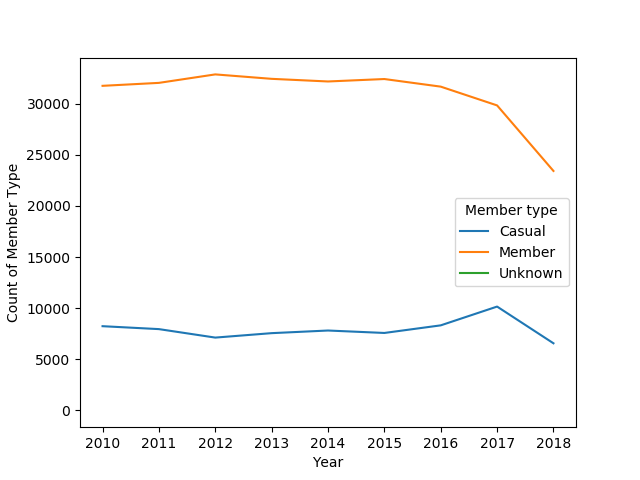 30000
25000
20000
15000
10000
5000
0
Count of Member Type
Member type
Casual
Member
Unknown
2010 2011 2012 2013 2014 2015 2016 2017 2018
Year